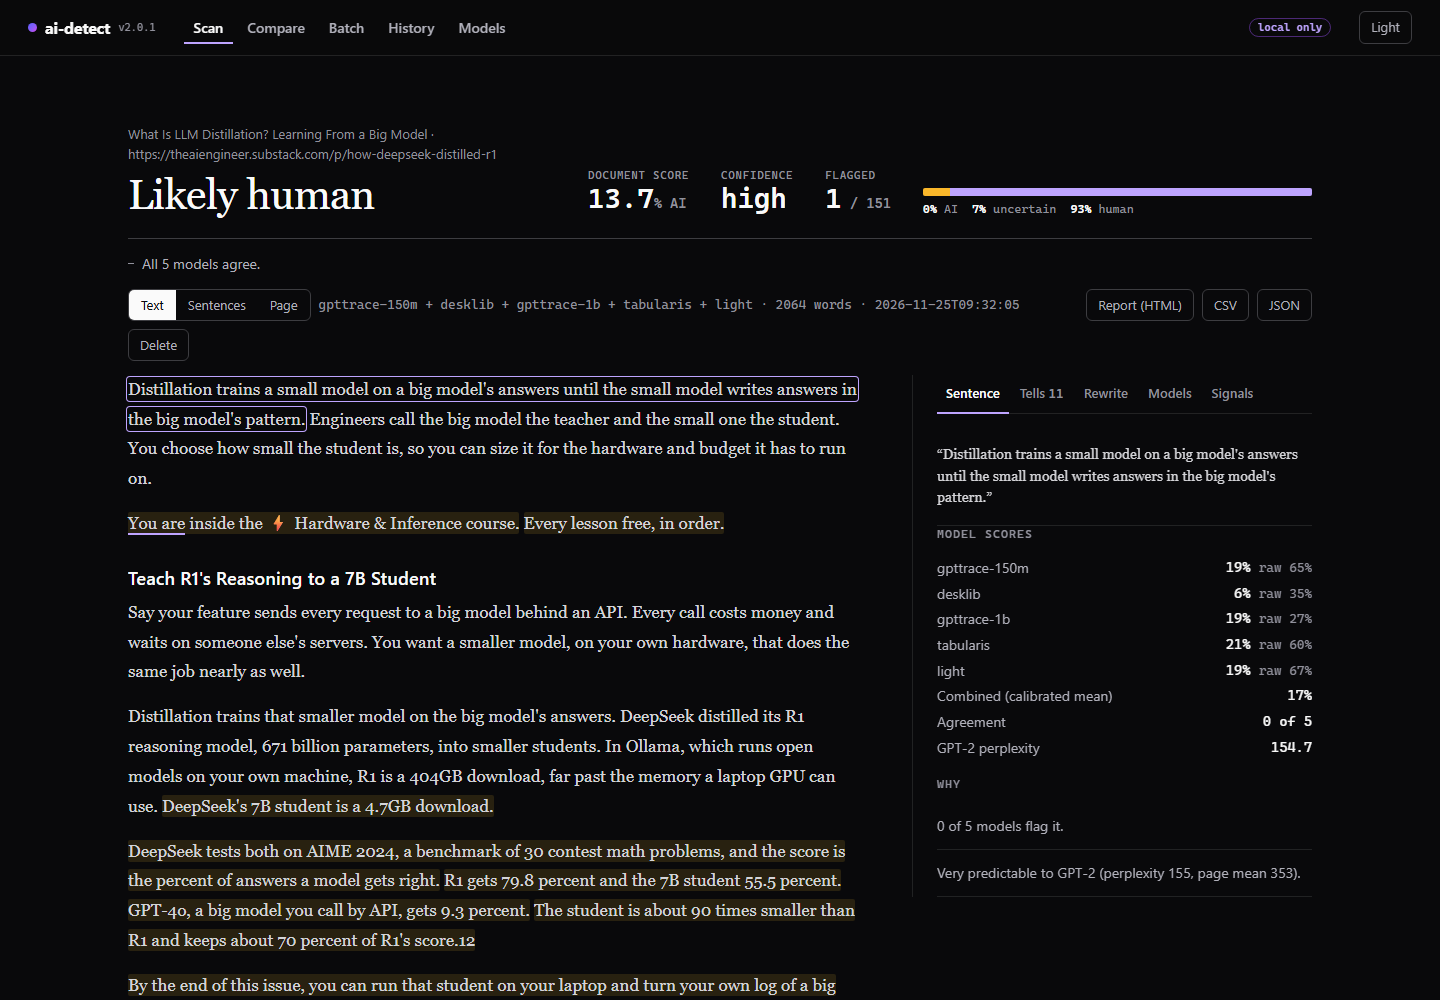 ai-detect v2.0.1 Scan Compare Batch History Models local only Light
What Is LLM Distillation? Learning From a Big Model ·
https://theaiengineer.substack.com/p/how-deepseek-distilled-r1
Likely human
DOCUMENT SCORE
13.7% AI
CONFIDENCE
high
FLAGGED
1 / 151
0% AI 7% uncertain 93% human
– All 5 models agree.
Text Sentences Page gpttrace-150m + desklib + gpttrace-1b + tabularis + light · 2064 words · 2026-11-25T09:32:05 Report (HTML) CSV JSON
Delete
Distillation trains a small model on a big model's answers until the small model writes answers in
the big model's pattern. Engineers call the big model the teacher and the small one the student.
You choose how small the student is, so you can size it for the hardware and budget it has to run
on.
You are inside the ⚡ Hardware & Inference course. Every lesson free, in order.
Teach R1's Reasoning to a 7B Student
Say your feature sends every request to a big model behind an API. Every call costs money and
waits on someone else's servers. You want a smaller model, on your own hardware, that does the
same job nearly as well.
Distillation trains that smaller model on the big model's answers. DeepSeek distilled its R1
reasoning model, 671 billion parameters, into smaller students. In Ollama, which runs open
models on your own machine, R1 is a 404GB download, far past the memory a laptop GPU can
use. DeepSeek's 7B student is a 4.7GB download.
DeepSeek tests both on AIME 2024, a benchmark of 30 contest math problems, and the score is
the percent of answers a model gets right. R1 gets 79.8 percent and the 7B student 55.5 percent.
GPT-4o, a big model you call by API, gets 9.3 percent. The student is about 90 times smaller than
R1 and keeps about 70 percent of R1's score.12
By the end of this issue, you can run that student on your laptop and turn your own log of a big
Sentence Tells 11 Rewrite Models Signals
“Distillation trains a small model on a big model's answers
until the small model writes answers in the big model's
pattern.”
MODEL SCORES
gpttrace-150m 19% raw 65%
desklib 6% raw 35%
gpttrace-1b 19% raw 27%
tabularis 21% raw 60%
light 19% raw 67%
Combined (calibrated mean) 17%
Agreement 0 of 5
GPT-2 perplexity 154.7
WHY
0 of 5 models flag it.
Very predictable to GPT-2 (perplexity 155, page mean 353).